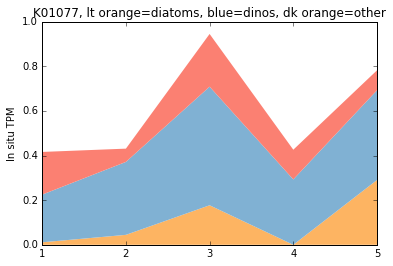 K01077, lt orange=diatoms, blue=dinos, dk orange=other
In situ TPM
1.0
0.8
0.6
0.4
0.2
0.0
1 2 3 4 5